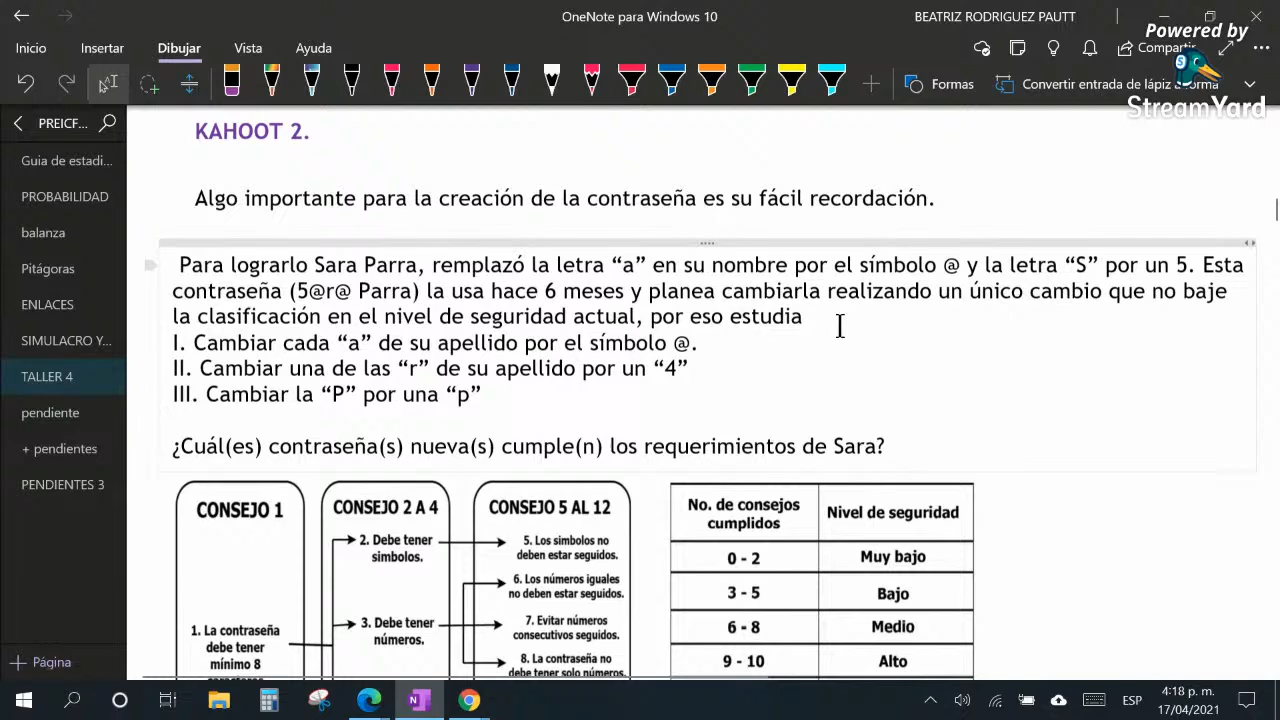 OneNote para Windows 10
BEATRIZ RODRIGUEZ PAUTT
Powered by
StreamYard
Inicio
Insertar
Dibujar
Vista
Ayuda
Compartir
Formas
Convertir entrada de lápiz a forma
PREICF...
Guia de estadi...
PROBABILIDAD
balanza
Pitágoras
ENLACES
SIMULACRO Y...
TALLER 4
pendiente
+ pendientes
PENDIENTES 3
Página
KAHOOT 2.
Algo importante para la creación de la contraseña es su fácil recordación.
Para lograrlo Sara Parra, remplazó la letra “a” en su nombre por el símbolo @ y la letra “S” por un 5. Esta
contraseña (5@r@ Parra) la usa hace 6 meses y planea cambiarla realizando un único cambio que no baje
la clasificación en el nivel de seguridad actual, por eso estudia
I. Cambiar cada “a” de su apellido por el símbolo @.
II. Cambiar una de las “r” de su apellido por un “4”
III. Cambiar la “P” por una “p”
¿Cuál(es) contraseña(s) nueva(s) cumple(n) los requerimientos de Sara?
CONSEJO 1
1. La contraseña
debe tener
mínimo 8
CONSEJO 2 A 4
2. Debe tener
simbolos.
3. Debe tener
números.
CONSEJO 5 AL 12
5. Los simbolos no
deben estar seguidos.
6. Los números iguales
no deben estar seguidos.
7. Evitar números
consecutivos seguidos.
8. La contraseña no
debe tener solo números.
No. de consejos
cumplidos
Nivel de seguridad
0 - 2
Muy bajo
3 - 5
Bajo
6 - 8
Medio
9 - 10
Alto
ESP
4:18 p. m.
17/04/2021